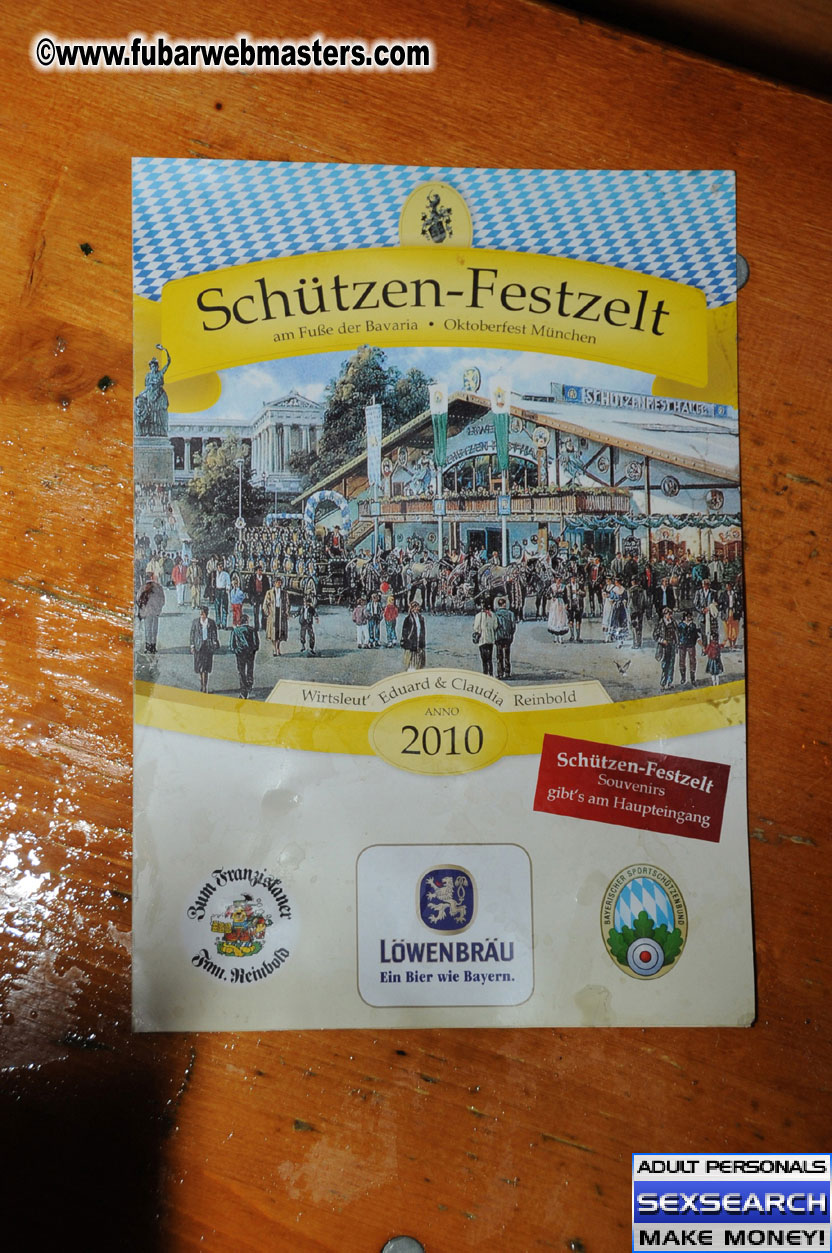 ©www.fubarwebmasters.com
Schützen-Festzelt
am Fuße der Bavaria • Oktoberfest München
SCHÜTZENFESTHALLE
Wirtsleut' Eduard & Claudia Reinbold
ANNO
2010
Schützen-Festzelt
Souvenirs
gibt's am Haupteingang
Zum Franziskaner
Fam. Reinbold
LÖWENBRÄU
Ein Bier wie Bayern.
BAYERISCHER SPORTSCHÜTZENBUND
ADULT PERSONALS
SEXSEARCH
MAKE MONEY!